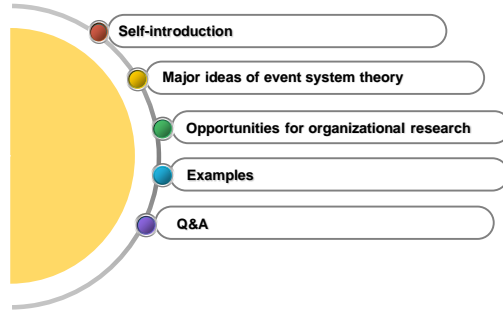 Self-introduction
Major ideas of event system theory
Opportunities for organizational research
Examples
Q&A